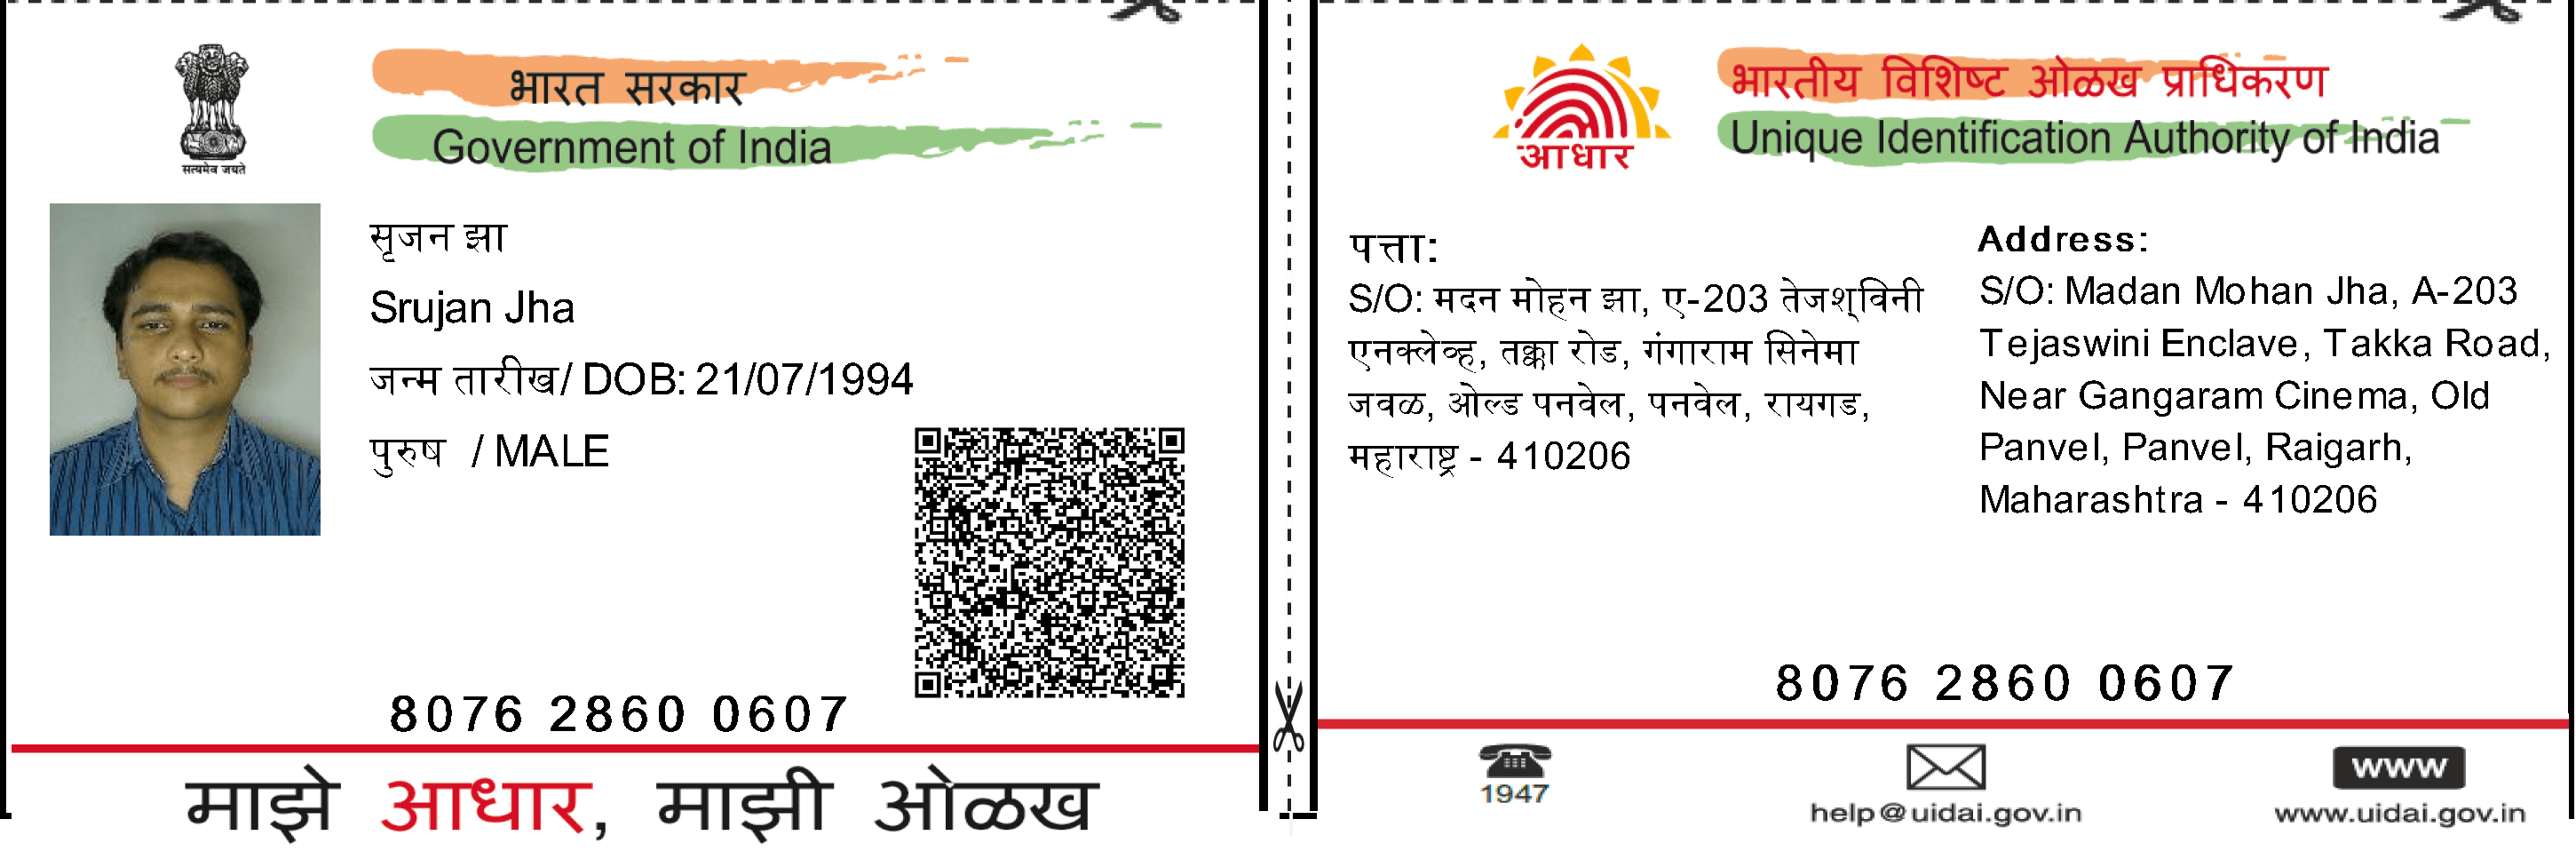 भारत सरकार
Government of India
सत्यमेव जयते
सृजन झा
Srujan Jha
जन्म तारीख/ DOB: 21/07/1994
पुरुष / MALE
8076 2860 0607
माझे आधार, माझी ओळख
आधार
भारतीय विशिष्ट ओळख प्राधिकरण
Unique Identification Authority of India
पत्ता:
S/O: मदन मोहन झा, ए-203 तेजश्विनी
एनक्लेव्ह, तक्का रोड, गंगाराम सिनेमा
जवळ, ओल्ड पनवेल, पनवेल, रायगड,
महाराष्ट्र - 410206
Address:
S/O: Madan Mohan Jha, A-203
Tejaswini Enclave, Takka Road,
Near Gangaram Cinema, Old
Panvel, Panvel, Raigarh,
Maharashtra - 410206
8076 2860 0607
1947
help@uidai.gov.in
www
www.uidai.gov.in